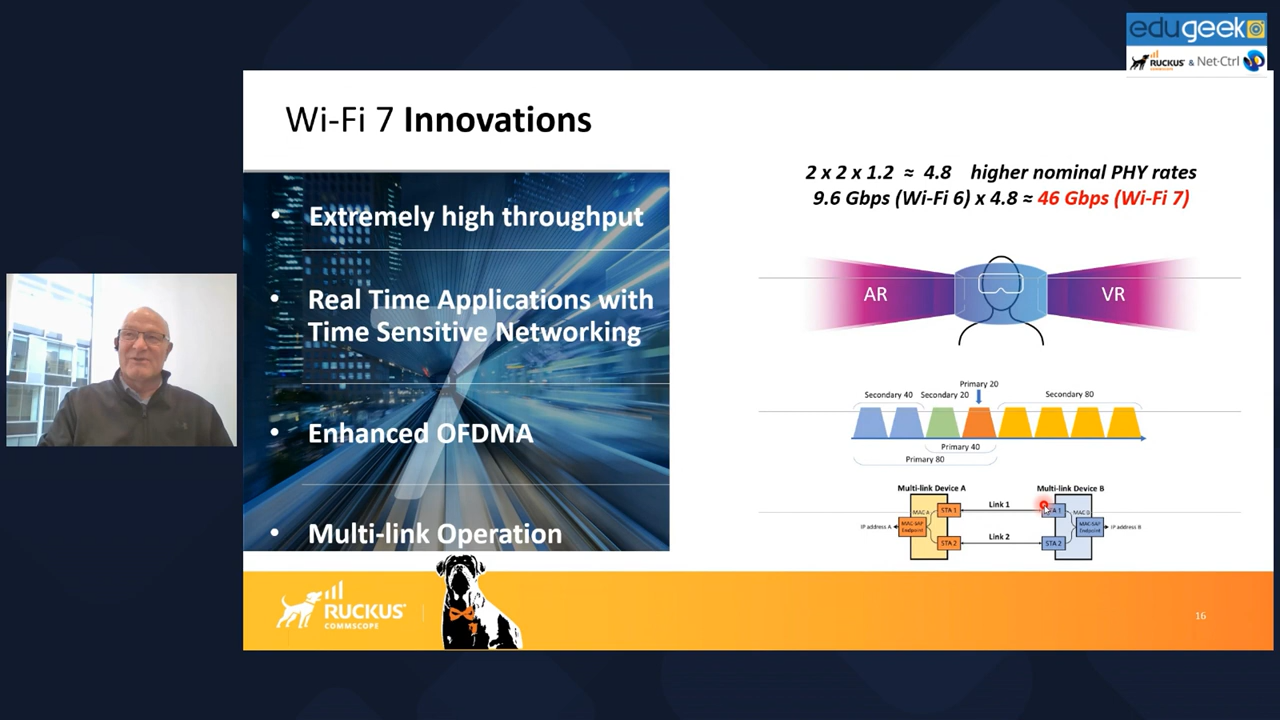 edugeek
RUCKUS & Net-Ctrl
COMMSCOPE
Wi-Fi 7 Innovations
• Extremely high throughput
• Real Time Applications with
Time Sensitive Networking
• Enhanced OFDMA
• Multi-link Operation
2 x 2 x 1.2 ≈ 4.8 higher nominal PHY rates
9.6 Gbps (Wi-Fi 6) x 4.8 ≈ 46 Gbps (Wi-Fi 7)
AR
VR
Primary 20
Secondary 40
Secondary 20
Secondary 80
Primary 40
Primary 80
Multi-link Device A
Multi-link Device B
MAC-A
STA 1
Link 1
TA 1
IP address A
MAC-SAP
Endpoint
MAC-SAP
Endpoint
IP address B
STA 2
Link 2
STA 2
RUCKUS
COMMSCOPE
16